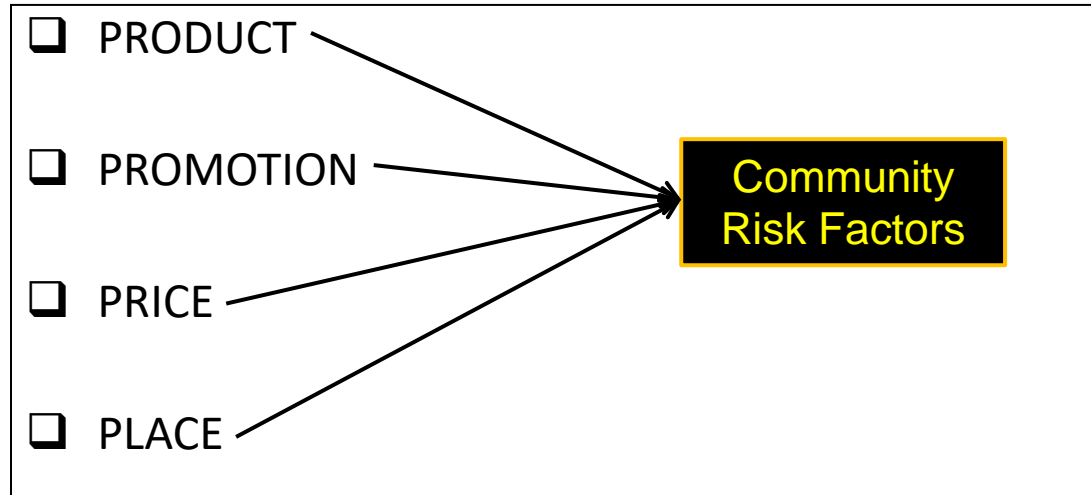 PRODUCT
PROMOTION
PRICE
PLACE
Community
Risk Factors